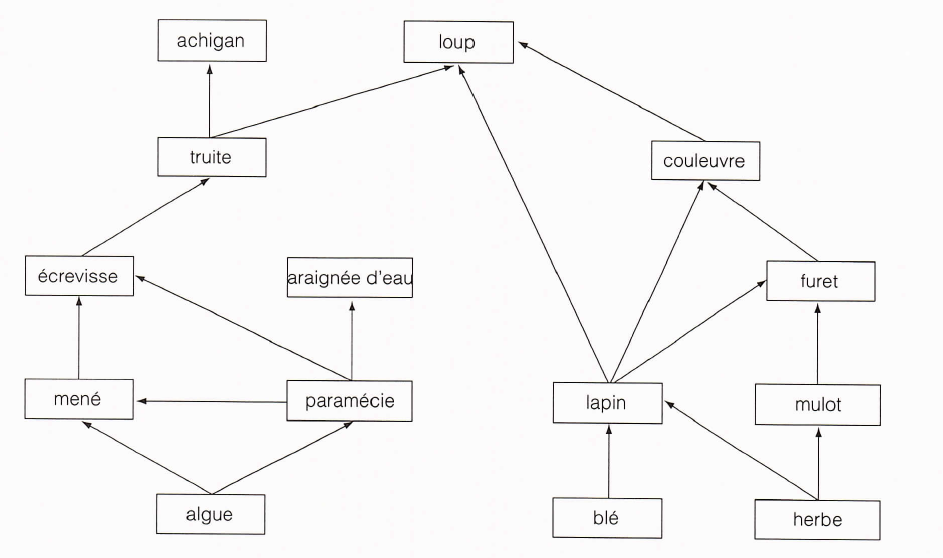 achigan
loup
truite
couleuvre
écrevisse
araignée d'eau
furet
mené
paramécie
lapin
mulot
algue
blé
herbe